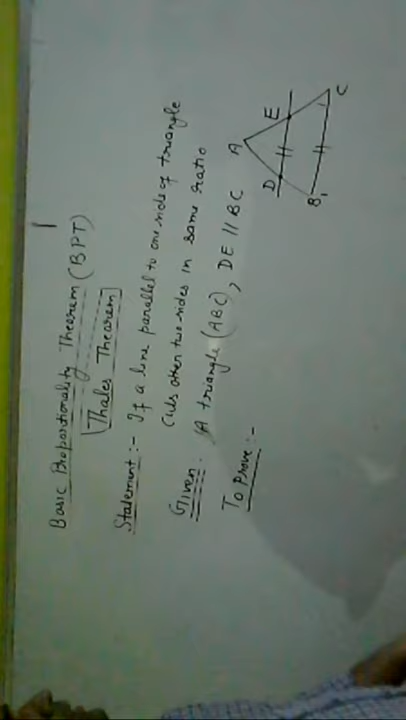 Basic Proportionality Theorem (BPT)
Thales Theorem
Statement :- If a line parallel to one side of triangle
Cuts other two sides in same ratio
Given. A triangle (ABC), DE || BC
To Prove :-
A
D
E
B
C